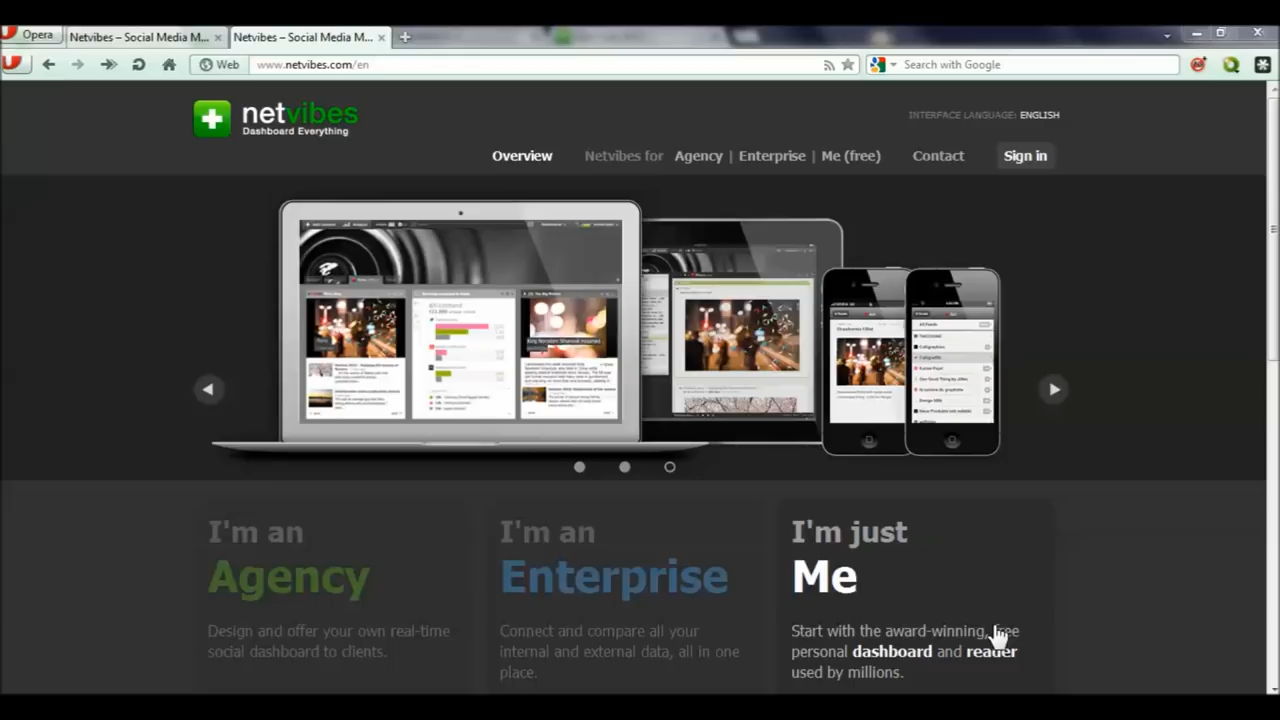 Opera
Netvibes – Social Media M...
Netvibes – Social Media M...
Web
www.netvibes.com/en
Search with Google
netvibes
Dashboard Everything
INTERFACE LANGUAGE: ENGLISH
Overview
Netvibes for Agency | Enterprise | Me (free)
Contact
Sign in
I'm an
Agency
Design and offer your own real-time
social dashboard to clients.
I'm an
Enterprise
Connect and compare all your
internal and external data, all in one
place.
I'm just
Me
Start with the award-winning, free
personal dashboard and reader
used by millions.